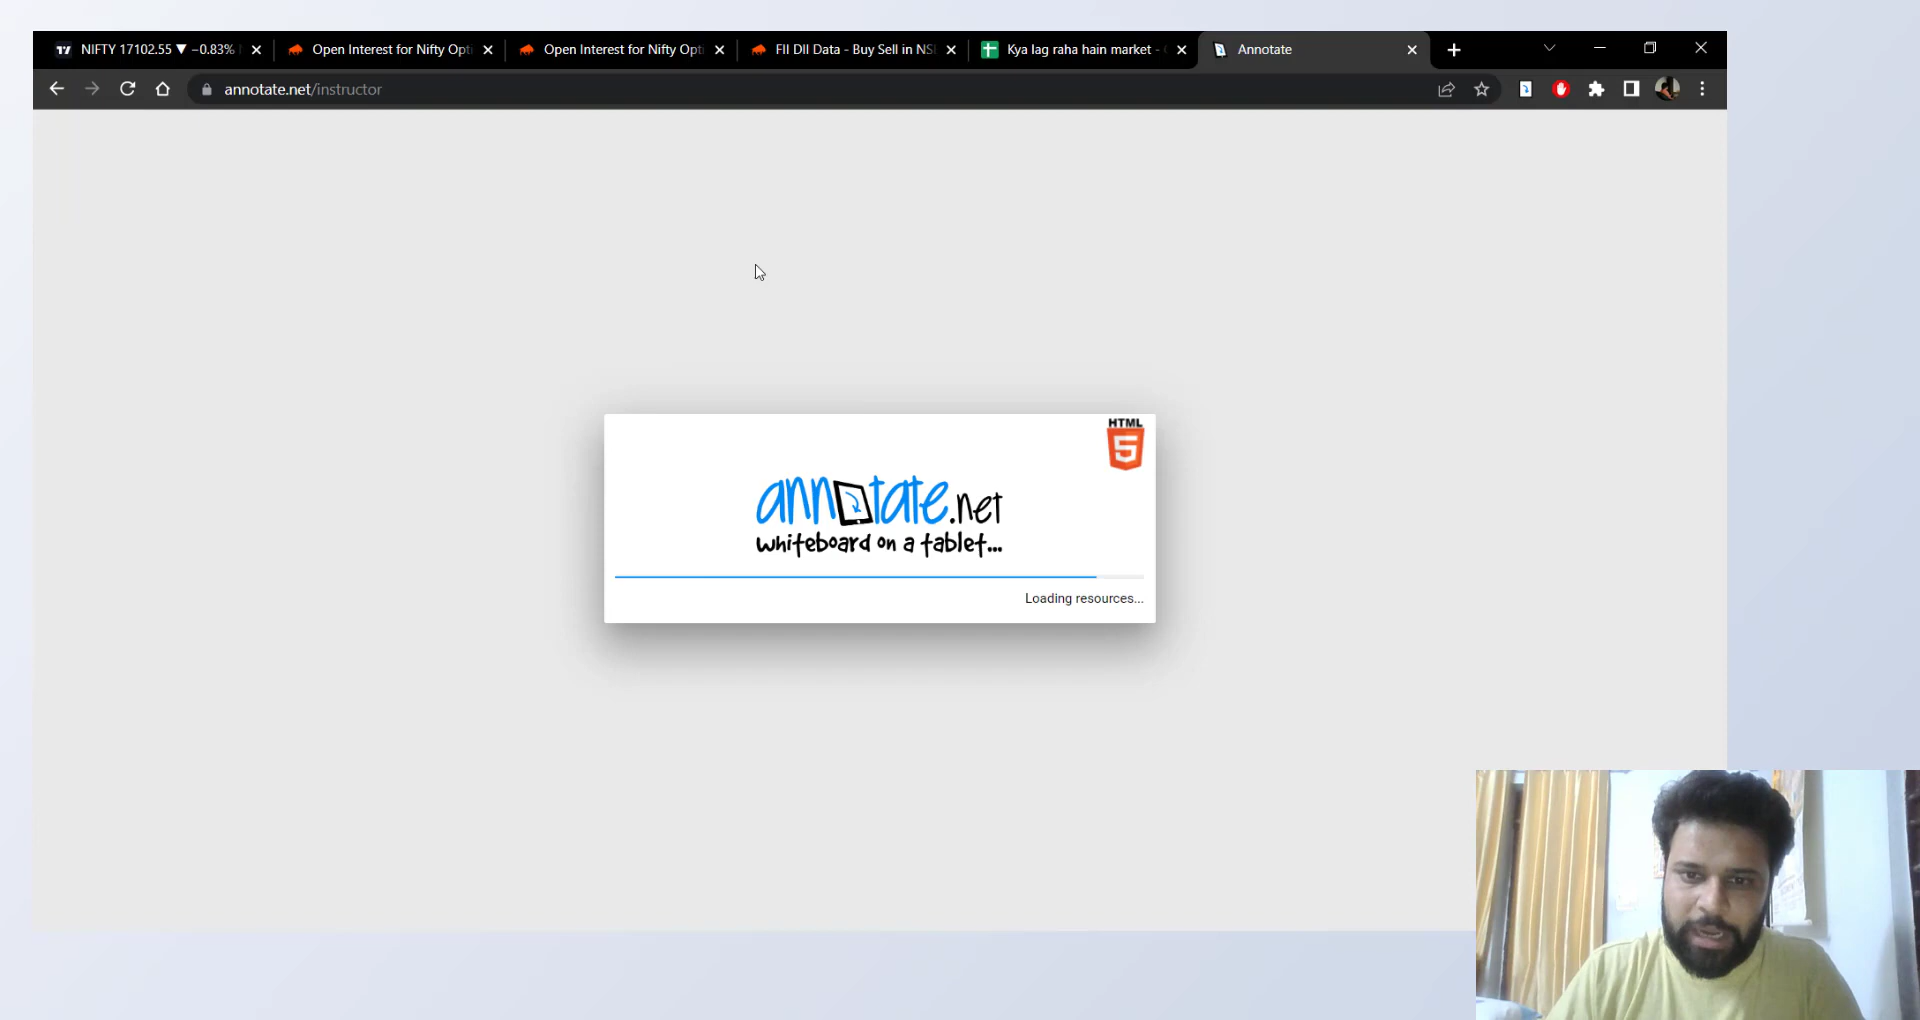 NIFTY 17102.55 ▼ −0.83%
Open Interest for Nifty Opti
Open Interest for Nifty Opti
FII DII Data - Buy Sell in NS
Kya lag raha hain market -
Annotate
annotate.net/instructor
HTML
5
annotate.net
whiteboard on a tablet...
Loading resources...